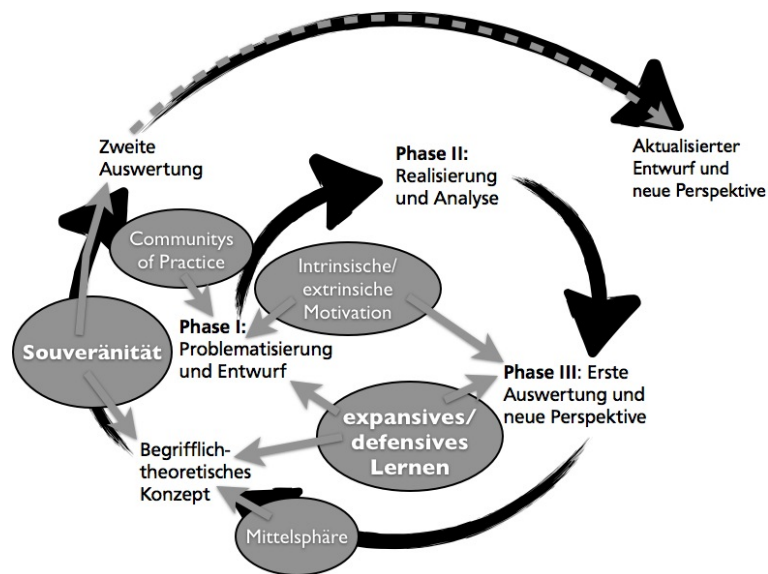 Zweite
Auswertung
Phase II:
Realisierung
und Analyse
Aktualisierter
Entwurf und
neue Perspektive
Communitys
of Practice
Intrinsische/
extrinsiche
Motivation
Phase I:
Problematisierung
und Entwurf
Souveränität
Phase III: Erste
Auswertung und
neue Perspektive
expansives/
defensives
Lernen
Begrifflich-
theoretisches
Konzept
Mittelsphäre